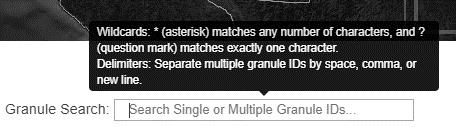 Wildcards: * (asterisk) matches any number of characters, and ?
(question mark) matches exactly one character.
Delimiters: Separate multiple granule IDs by space, comma, or
new line.
Granule Search: Search Single or Multiple Granule IDs...